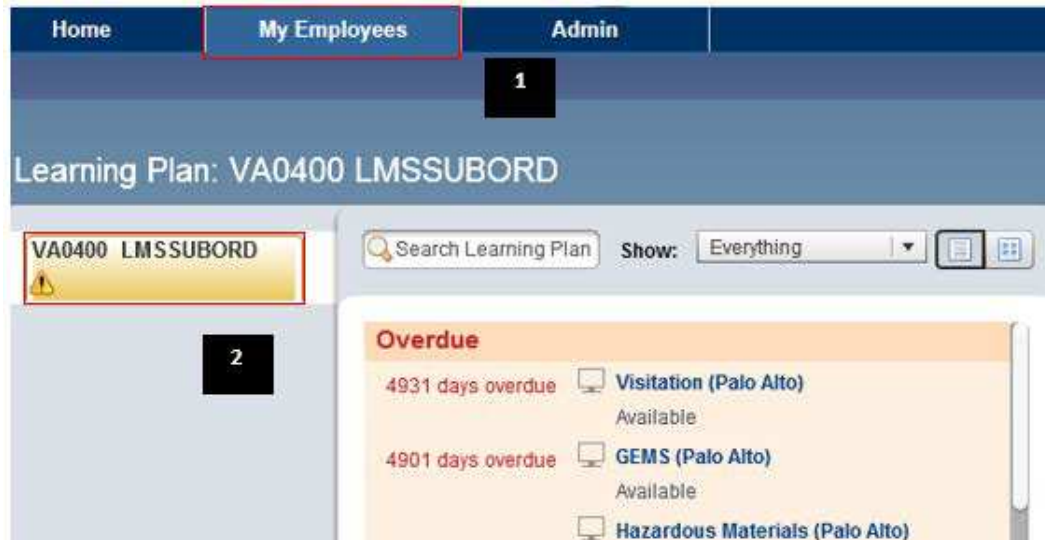 Home My Employees Admin
1
Learning Plan: VA0400 LMSSUBORD
VA0400 LMSSUBORD
Search Learning Plan Show: Everything
2
Overdue
4931 days overdue Visitation (Palo Alto)
Available
4901 days overdue GEMS (Palo Alto)
Available
Hazardous Materials (Palo Alto)